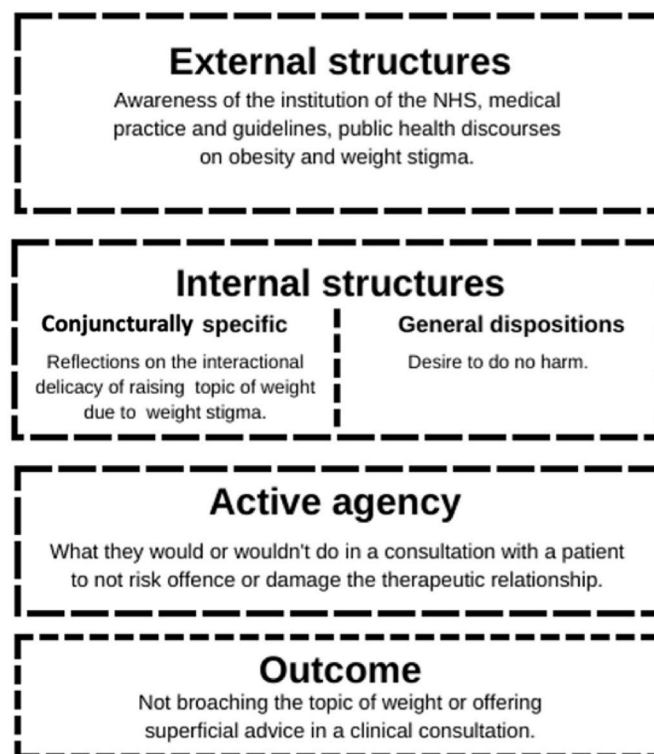 External structures
Awareness of the institution of the NHS, medical
practice and guidelines, public health discourses
on obesity and weight stigma.
Internal structures
Conjuncturally specific
Reflections on the interactional
delicacy of raising topic of weight
due to weight stigma.
General dispositions
Desire to do no harm.
Active agency
What they would or wouldn't do in a consultation with a patient
to not risk offence or damage the therapeutic relationship.
Outcome
Not broaching the topic of weight or offering
superficial advice in a clinical consultation.